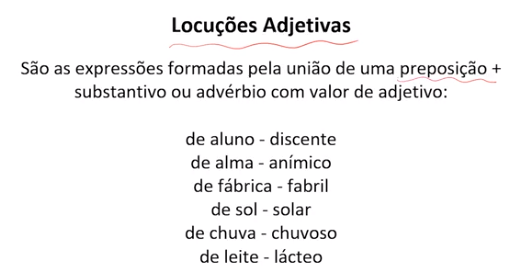 Locuções Adjetivas
São as expressões formadas pela união de uma preposição +
substantivo ou advérbio com valor de adjetivo:
de aluno - discente
de alma - anímico
de fábrica - fabril
de sol - solar
de chuva - chuvoso
de leite - lácteo